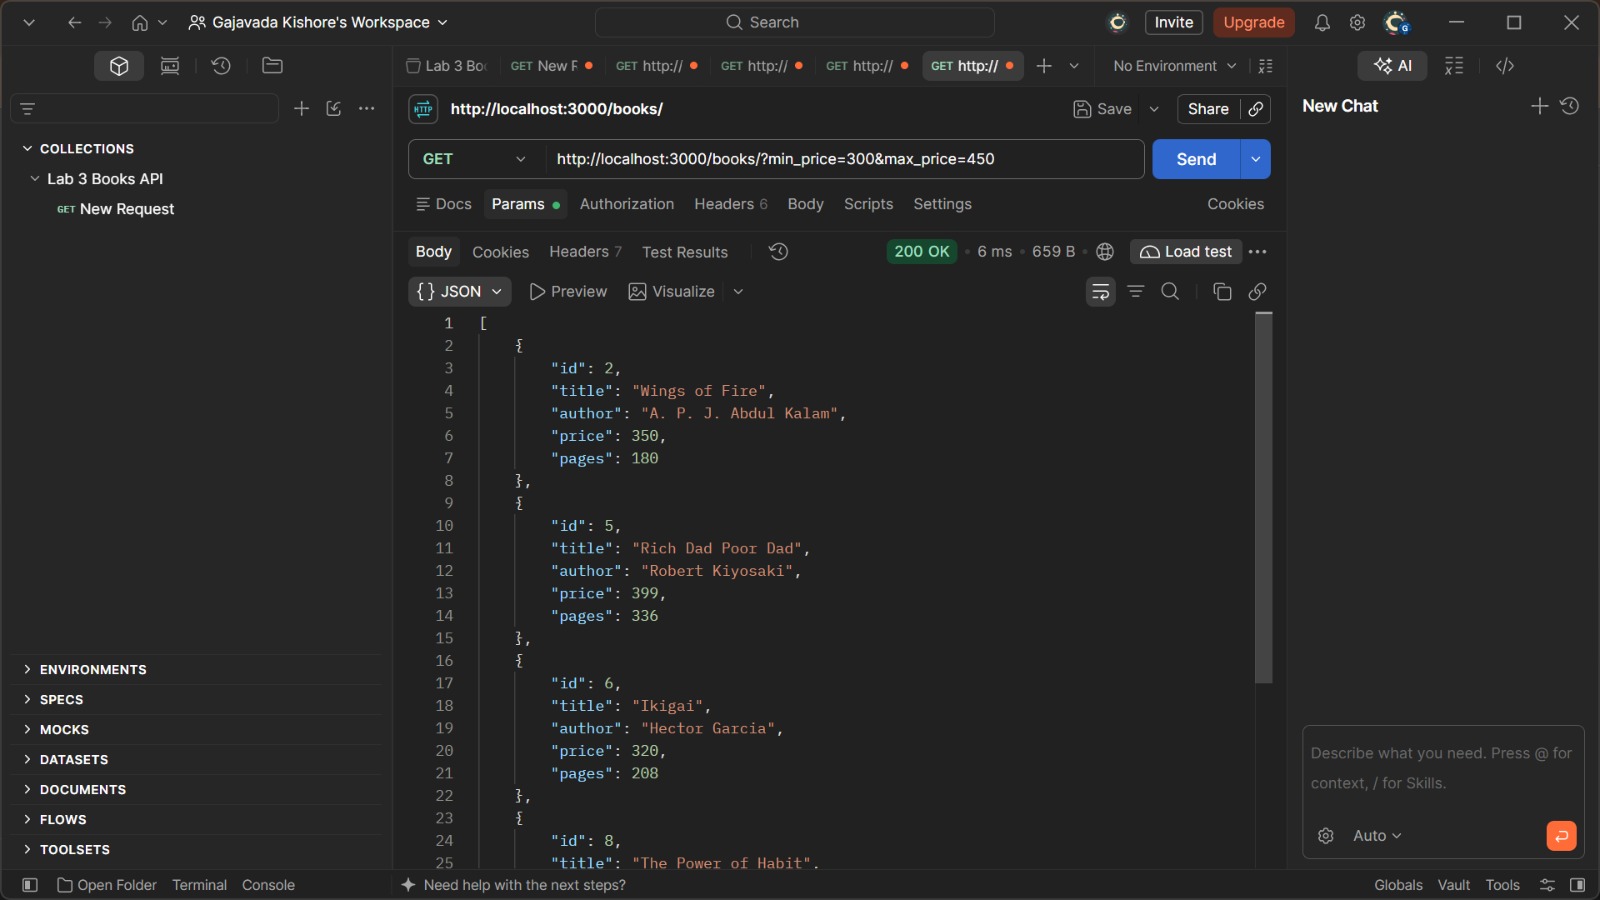 Gajavada Kishore's Workspace
Search
Invite
Upgrade
Lab 3 Bo
GET New F
GET http://
GET http://
GET http://
GET http://
No Environment
AI
http://localhost:3000/books/
Save
Share
New Chat
COLLECTIONS
Lab 3 Books API
GET New Request
GET
http://localhost:3000/books/?min_price=300&max_price=450
Send
Docs
Params
Authorization
Headers 6
Body
Scripts
Settings
Cookies
Body
Cookies
Headers 7
Test Results
200 OK
6 ms
659 B
Load test
{} JSON
Preview
Visualize
1 [
2 {
3 "id": 2,
4 "title": "Wings of Fire",
5 "author": "A. P. J. Abdul Kalam",
6 "price": 350,
7 "pages": 180
8 },
9 {
10 "id": 5,
11 "title": "Rich Dad Poor Dad",
12 "author": "Robert Kiyosaki",
13 "price": 399,
14 "pages": 336
15 },
16 {
17 "id": 6,
18 "title": "Ikigai",
19 "author": "Hector Garcia",
20 "price": 320,
21 "pages": 208
22 },
23 {
24 "id": 8,
25 "title": "The Power of Habit",
ENVIRONMENTS
SPECS
MOCKS
DATASETS
DOCUMENTS
FLOWS
TOOLSETS
Describe what you need. Press @ for
context, / for Skills.
Auto
Open Folder
Terminal
Console
Need help with the next steps?
Globals
Vault
Tools